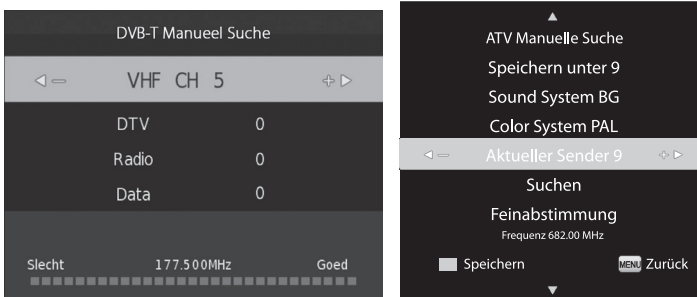 DVB-T Manueel Suche
VHF CH 5
DTV 0
Radio 0
Data 0
Slecht 177.500MHz Goed
ATV Manuelle Suche
Speichern unter 9
Sound System BG
Color System PAL
Aktueller Sender 9
Suchen
Feinabstimmung
Frequenz 682.00 MHz
Speichern MENU Zurück